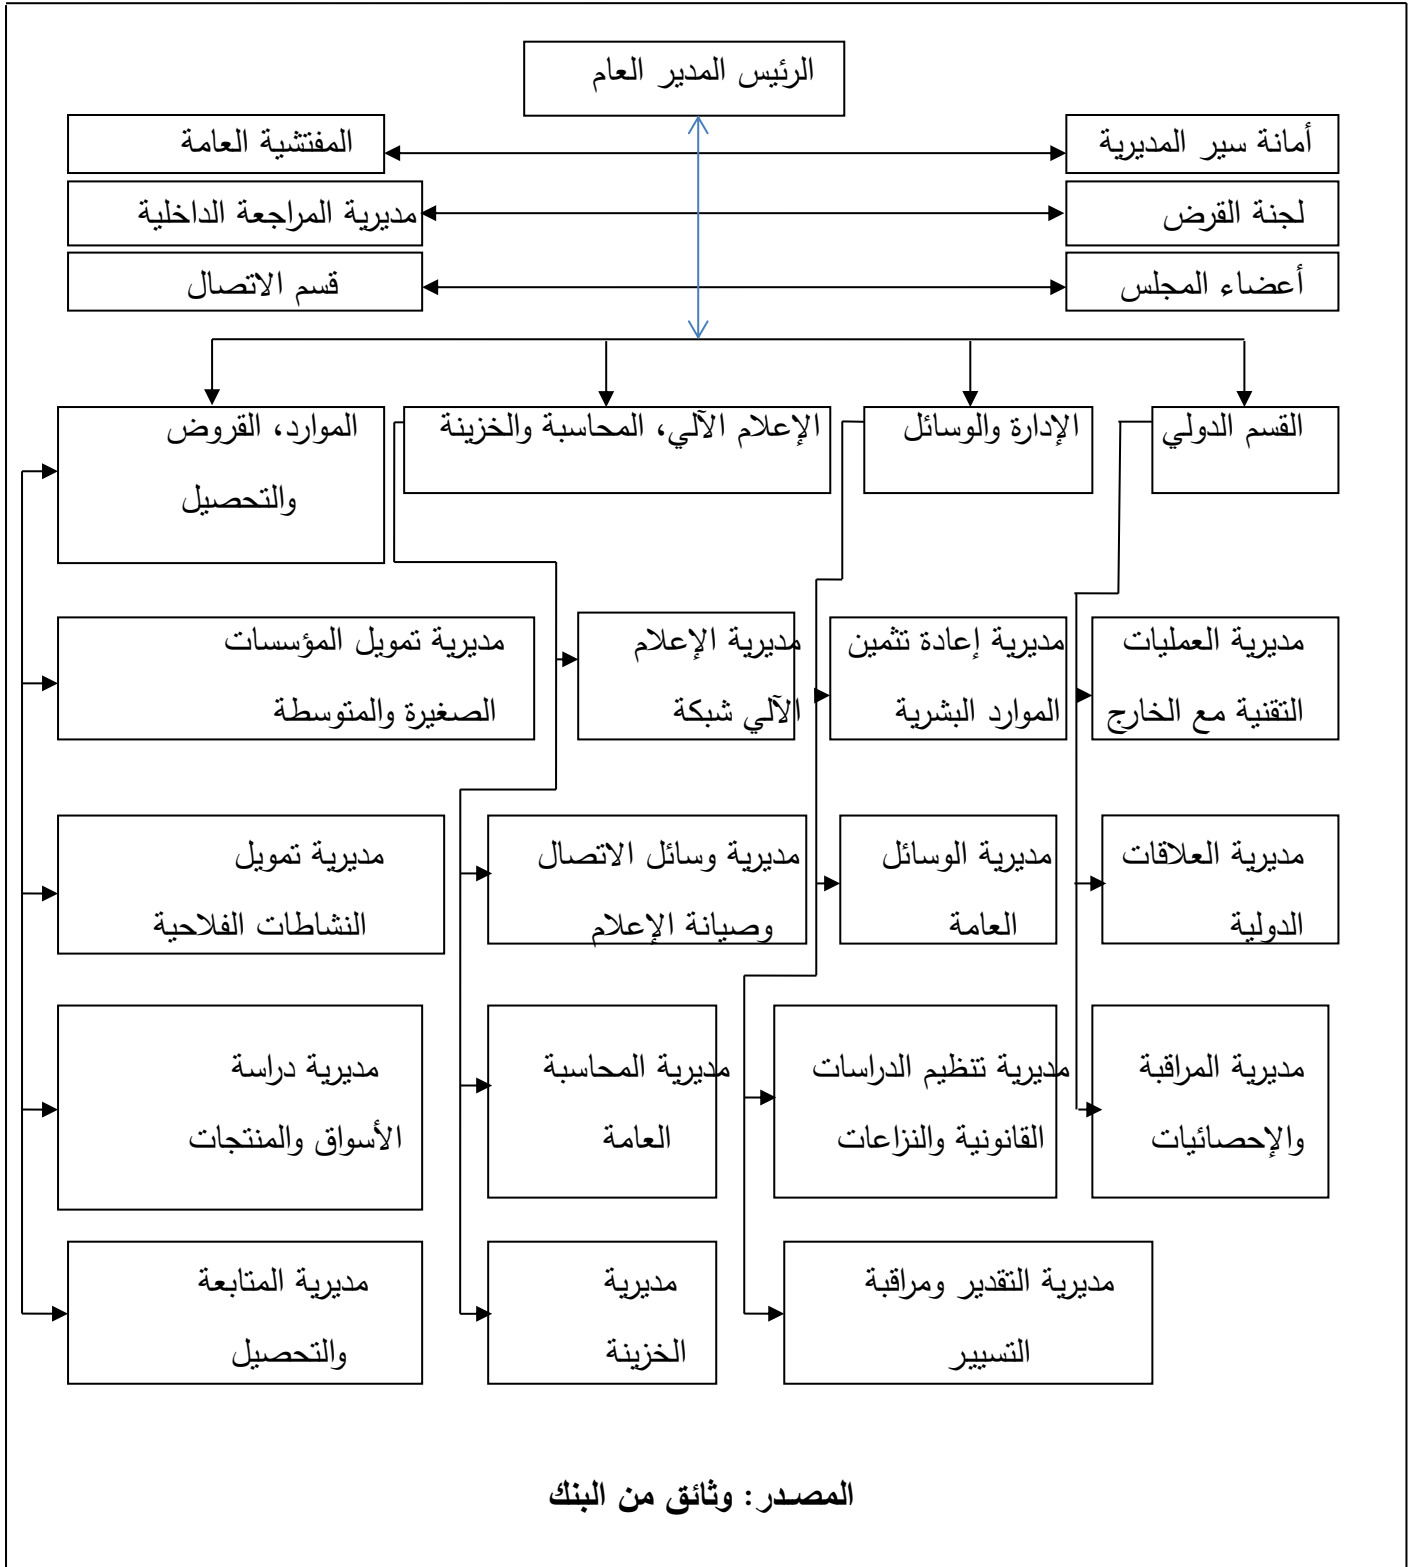 الرئيس المدير العام
أمانة سير المديرية
المفتشية العامة
لجنة القرض
مديرية المراجعة الداخلية
أعضاء المجلس
قسم الاتصال
القسم الدولي
الإدارة والوسائل
الإعلام الآلي، المحاسبة والخزينة
الموارد، القروض
والتحصيل
مديرية العمليات
التقنية مع الخارج
مديرية إعادة تثمين
الموارد البشرية
مديرية الإعلام
الآلي شبكة
مديرية تمويل المؤسسات
الصغيرة والمتوسطة
مديرية العلاقات
الدولية
مديرية الوسائل
العامة
مديرية وسائل الاتصال
وصيانة الإعلام
مديرية تمويل
النشاطات الفلاحية
مديرية المراقبة
والإحصائيات
مديرية تنظيم الدراسات
القانونية والنزاعات
مديرية المحاسبة
العامة
مديرية دراسة
الأسواق والمنتجات
مديرية التقدير ومراقبة
التسيير
مديرية
الخزينة
مديرية المتابعة
والتحصيل
المصدر: وثائق من البنك